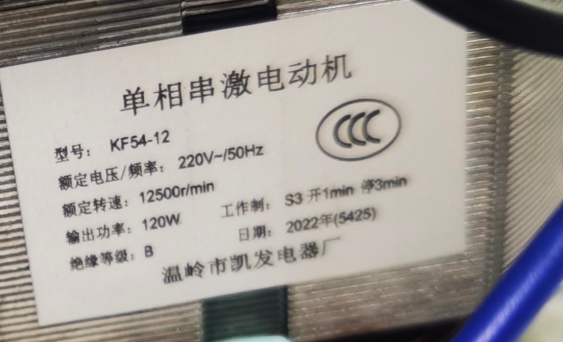 单相串激电动机
型号： KF54-12
CCC
额定电压/频率： 220V~/50Hz
额定转速：12500r/min
输出功率：120W
工作制： S3 开1min 停3min
绝缘等级：B
日期： 2022年(5425)
温岭市凯发电器厂